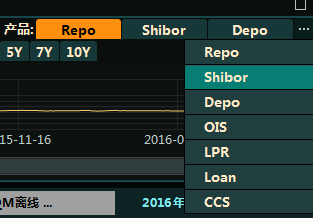 产品: Repo Shibor Depo ...
5Y 7Y 10Y
Repo
Shibor
Depo
OIS
LPR
Loan
CCS
15-11-16 2016-0
QM离线 ... 2016年